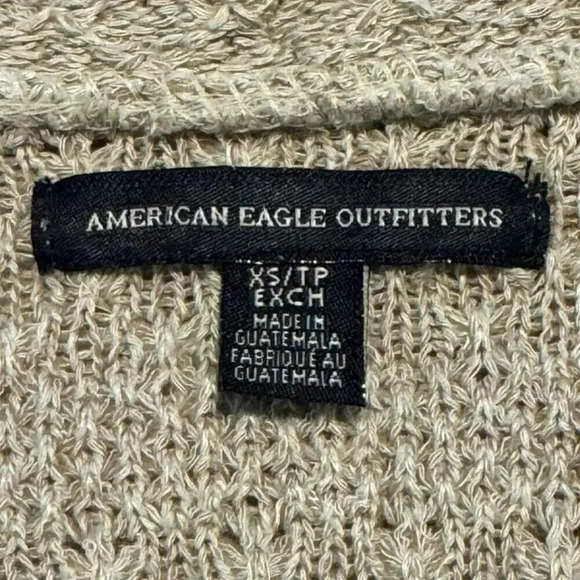 AMERICAN EAGLE OUTFITTERS
XS/TP
EXCH
MADE IN
GUATEMALA
FABRIQUÉ AU
GUATEMALA